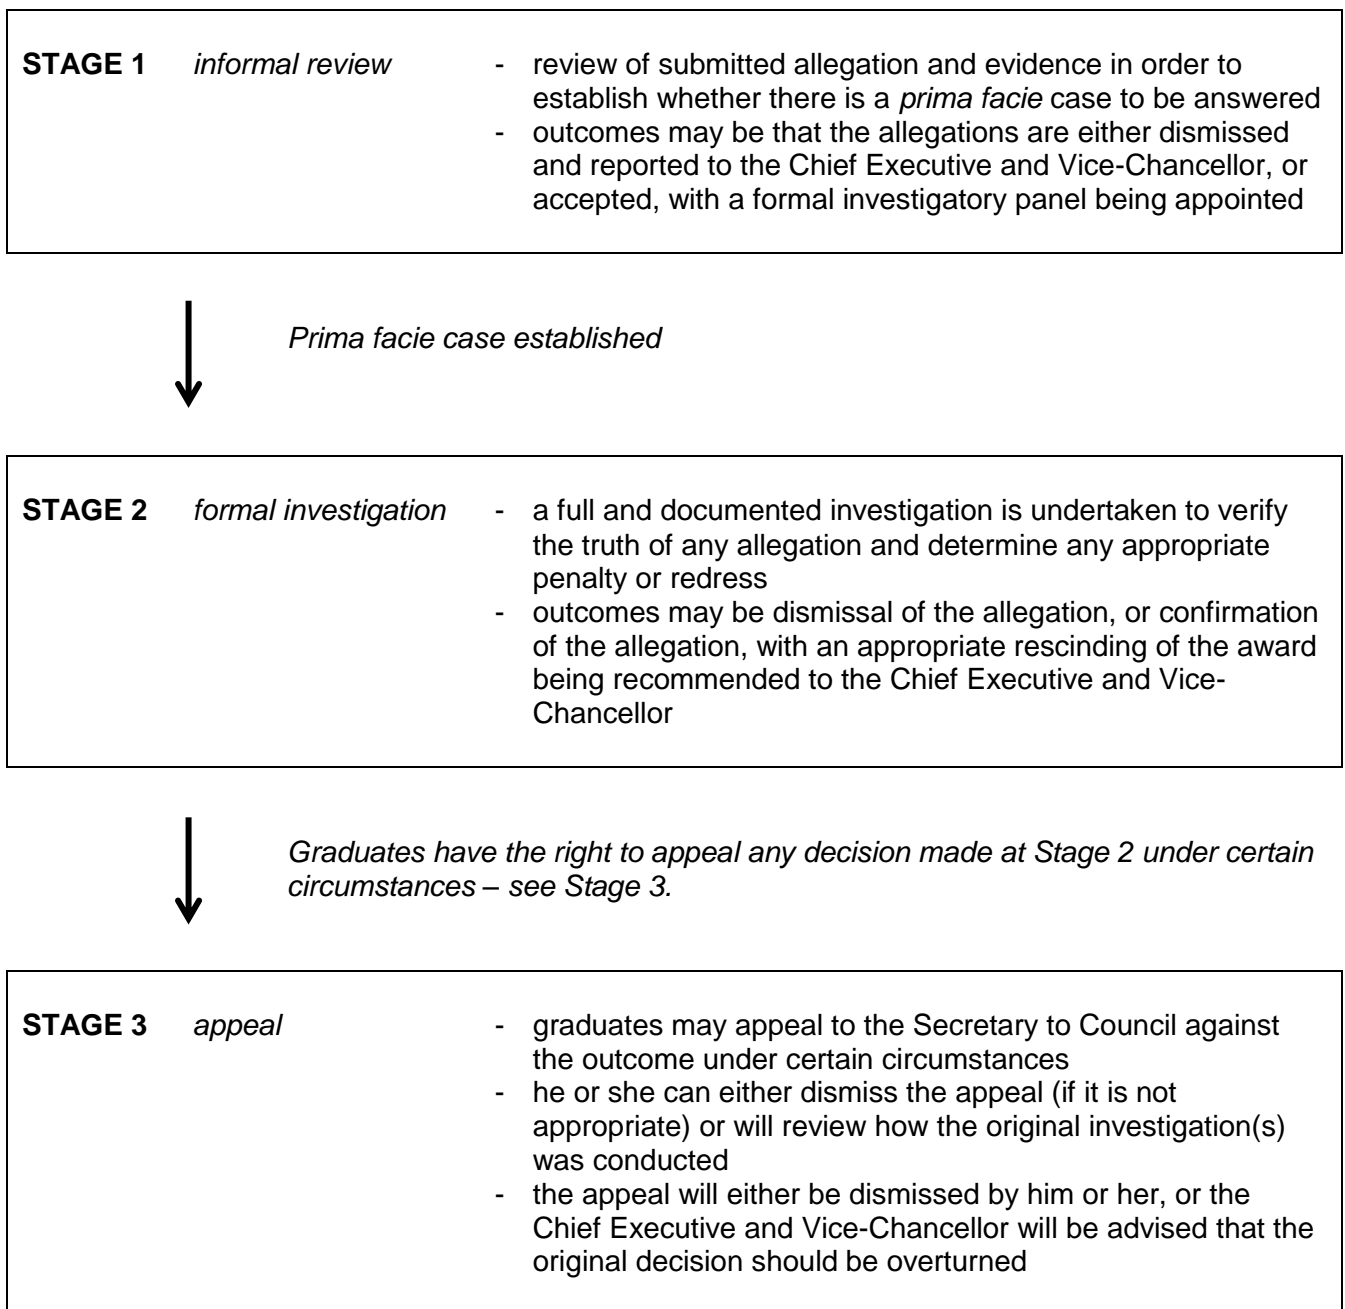 STAGE 1 informal review - review of submitted allegation and evidence in order to
establish whether there is a prima facie case to be answered
- outcomes may be that the allegations are either dismissed
and reported to the Chief Executive and Vice-Chancellor, or
accepted, with a formal investigatory panel being appointed
Prima facie case established
STAGE 2 formal investigation - a full and documented investigation is undertaken to verify
the truth of any allegation and determine any appropriate
penalty or redress
- outcomes may be dismissal of the allegation, or confirmation
of the allegation, with an appropriate rescinding of the award
being recommended to the Chief Executive and Vice-
Chancellor
Graduates have the right to appeal any decision made at Stage 2 under certain
circumstances – see Stage 3.
STAGE 3 appeal - graduates may appeal to the Secretary to Council against
the outcome under certain circumstances
- he or she can either dismiss the appeal (if it is not
appropriate) or will review how the original investigation(s)
was conducted
- the appeal will either be dismissed by him or her, or the
Chief Executive and Vice-Chancellor will be advised that the
original decision should be overturned